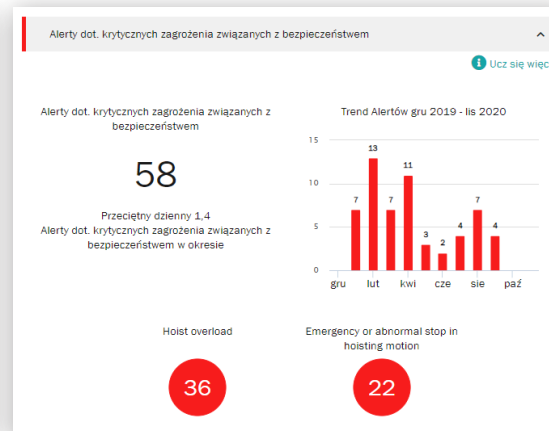 Alerty dot. krytycznych zagrożenia związanych z bezpieczeństwem
Ucz się więc
Alerty dot. krytycznych zagrożenia związanych z
bezpieczeństwem
58
Przeciętny dzienny 1,4
Alerty dot. krytycznych zagrożenia związanych z
bezpieczeństwem w okresie
Trend Alertów gru 2019 - lis 2020
15
10
5
0
7
13
7
11
3
2
4
7
4
gru lut kwi cze sie paź
Hoist overload
36
Emergency or abnormal stop in
hoisting motion
22